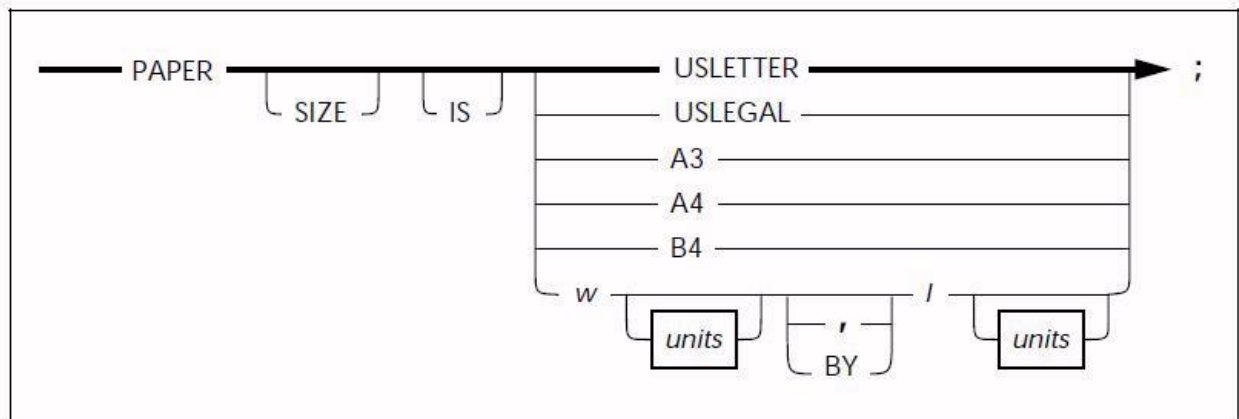 PAPER USLETTER ;
SIZE IS USLEGAL
A3
A4
B4
w l
units , units
BY